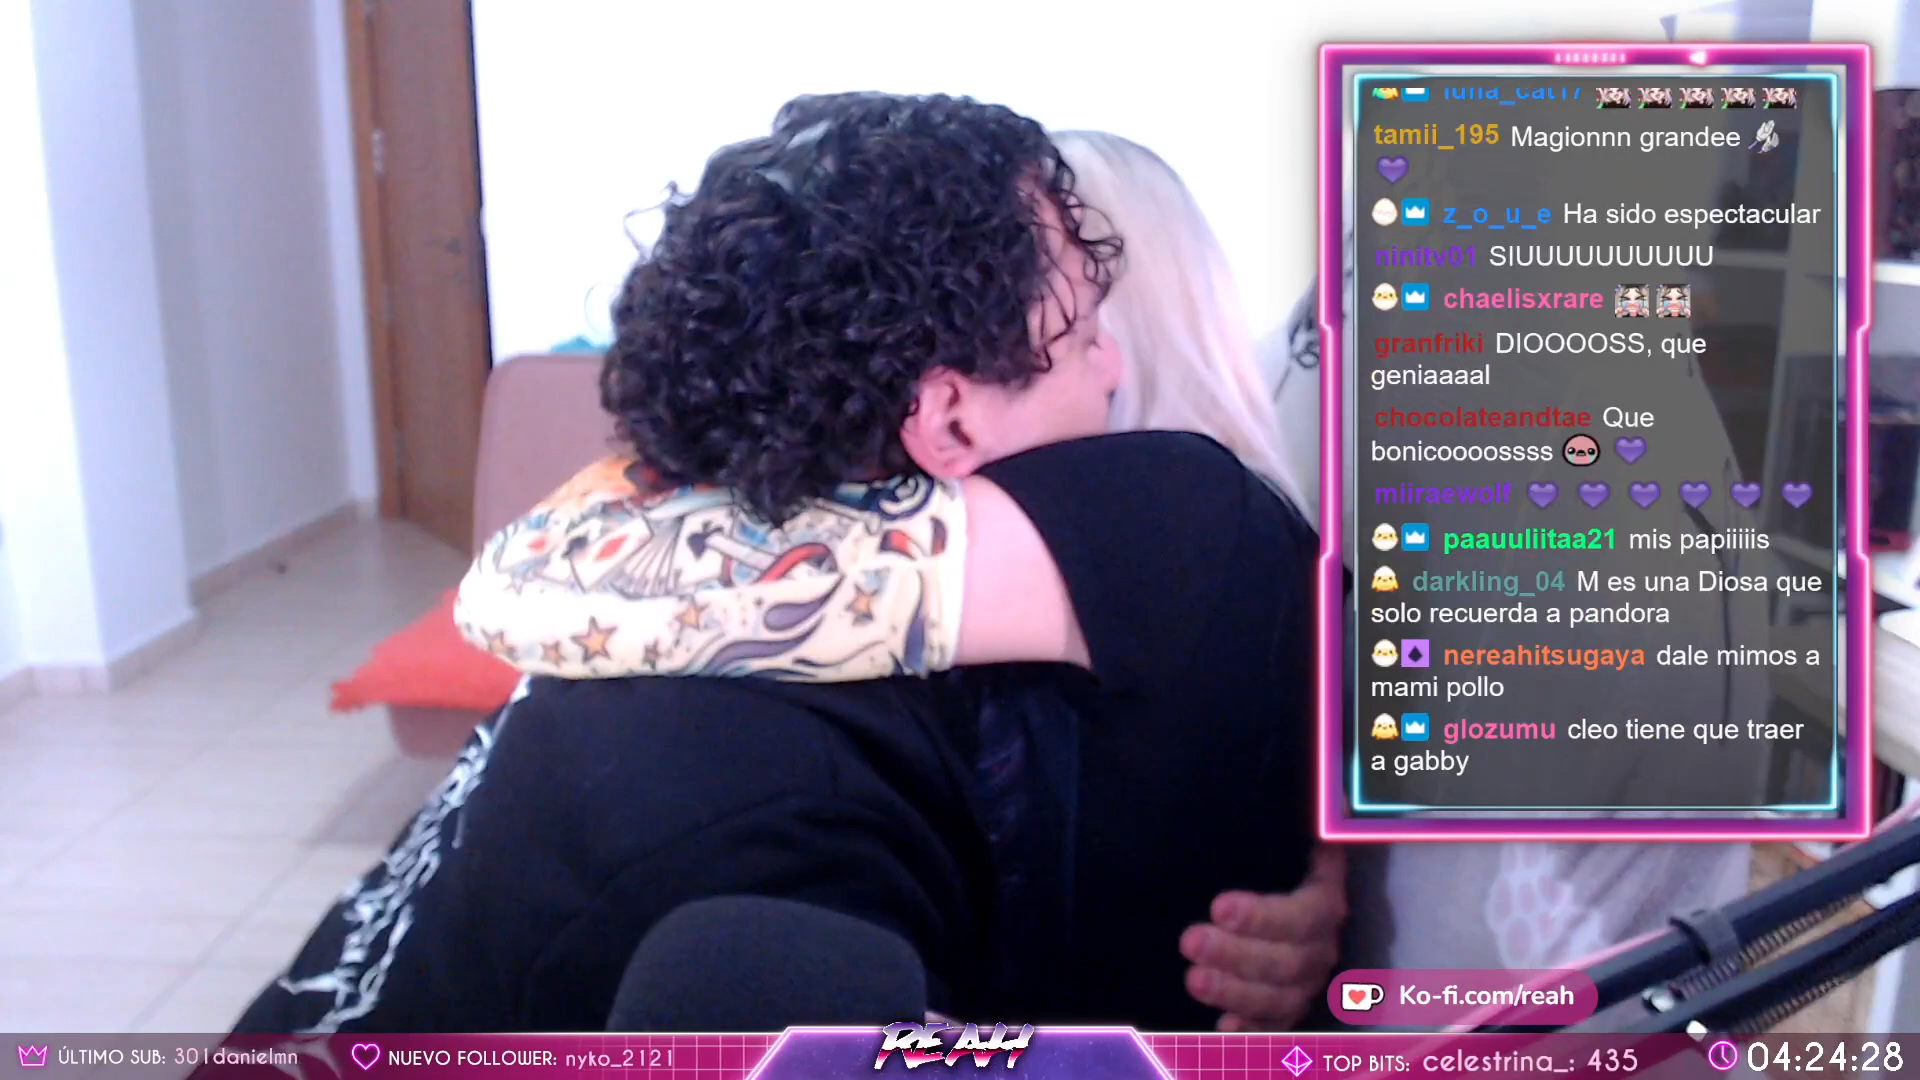 luna_cat17
tamii_195 Magionnn grandee
z_o_u_e Ha sido espectacular
ninitv01 SIUUUUUUUUUU
chaelisxrare
granfriki DIOOOOSS, que
geniaaaal
chocolateandtae Que
bonicoooossss
miiraewolf
paauuliitaa21 mis papiiiiis
darkling_04 M es una Diosa que
solo recuerda a pandora
nereahitsugaya dale mimos a
mami pollo
glozumu cleo tiene que traer
a gabby
Ko-fi.com/reah
ÚLTIMO SUB: 301danielmn
NUEVO FOLLOWER: nyko_2121
REAH
TOP BITS: celestrina_: 435
04:24:28